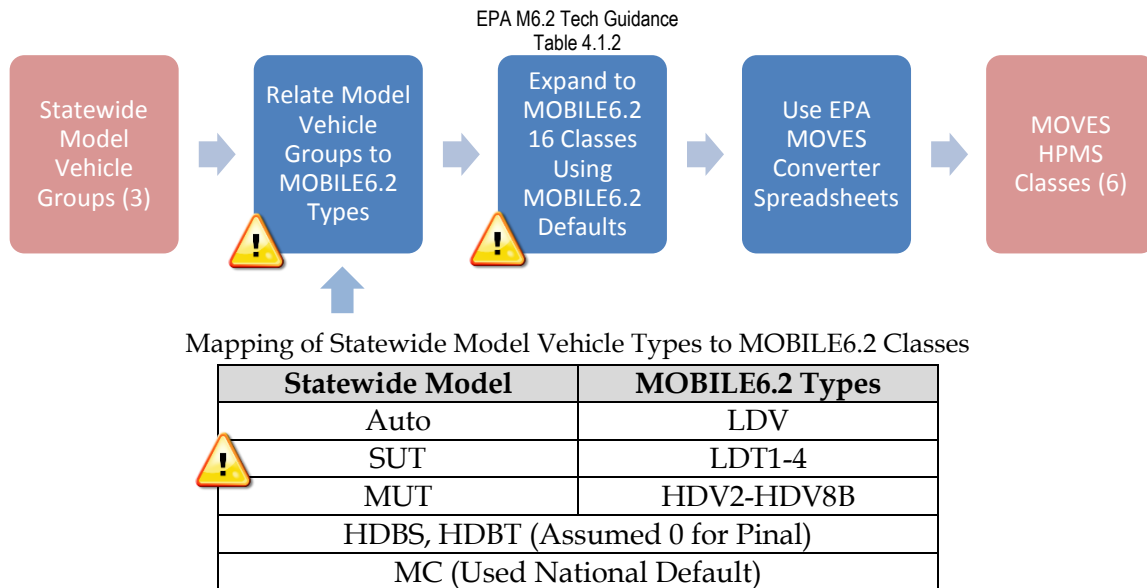 EPA M6.2 Tech Guidance
Table 4.1.2
Statewide
Model
Vehicle
Groups (3)
Relate Model
Vehicle
Groups to
MOBILE6.2
Types
!
Expand to
MOBILE6.2
16 Classes
Using
MOBILE6.2
Defaults
!
Use EPA
MOVES
Converter
Spreadsheets
MOVES
HPMS
Classes (6)
Mapping of Statewide Model Vehicle Types to MOBILE6.2 Classes
Statewide Model MOBILE6.2 Types
Auto LDV
! SUT LDT1-4
MUT HDV2-HDV8B
HDBS, HDBT (Assumed 0 for Pinal)
MC (Used National Default)